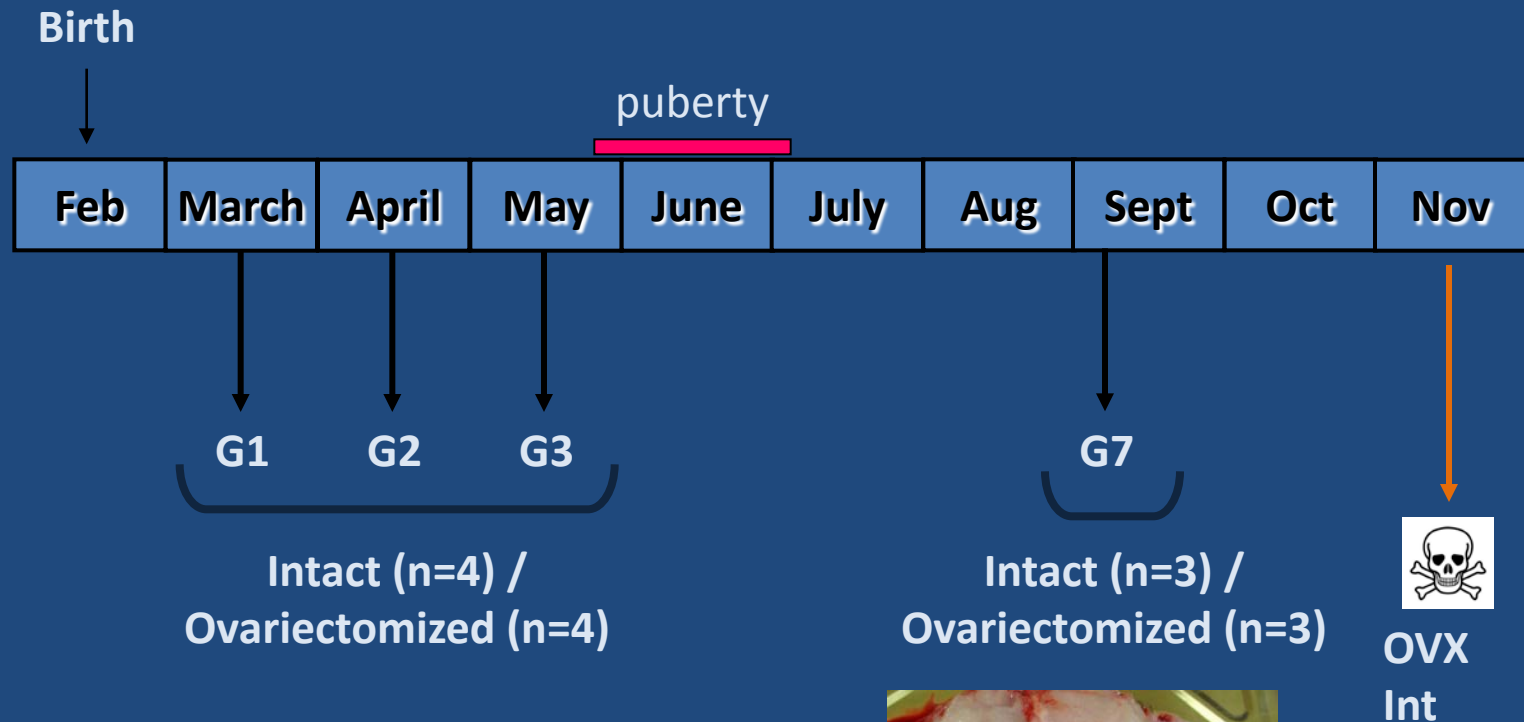 Birth
puberty
Feb March April May June July Aug Sept Oct Nov
G1 G2 G3 G7
Intact (n=4) /
Ovariectomized (n=4)
Intact (n=3) /
Ovariectomized (n=3)
OVX
Int